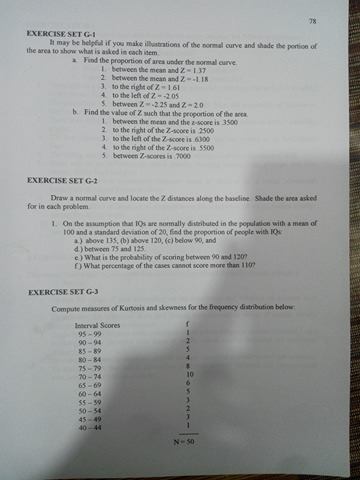 78
EXERCISE SET G-1
It may be helpful if you make illustrations of the normal curve and shade the portion of
the area to show what is asked in each item.
a. Find the proportion of area under the normal curve.
1. between the mean and Z = 1.37
2. between the mean and Z = -1.18
3. to the right of Z = 1.61
4. to the left of Z = -2.05
5. between Z = -2.25 and Z = 2.0
b. Find the value of Z such that the proportion of the area.
1. between the mean and the z-score is .3500
2. to the right of the Z-score is .2500
3. to the left of the Z-score is .6300
4. to the right of the Z-score is .5500
5. between Z-scores is .7000
EXERCISE SET G-2
Draw a normal curve and locate the Z distances along the baseline. Shade the area asked
for in each problem.
1. On the assumption that IQs are normally distributed in the population with a mean of
100 and a standard deviation of 20, find the proportion of people with IQs:
a.) above 135, (b) above 120, (c) below 90, and
d.) between 75 and 125.
e.) What is the probability of scoring between 90 and 120?
f.) What percentage of the cases cannot score more than 110?
EXERCISE SET G-3
Compute measures of Kurtosis and skewness for the frequency distribution below:
Interval Scores f
95 – 99 1
90 – 94 2
85 – 89 5
80 – 84 4
75 – 79 8
70 – 74 10
65 – 69 6
60 – 64 5
55 – 59 3
50 – 54 2
45 – 49 3
40 – 44 1
N = 50